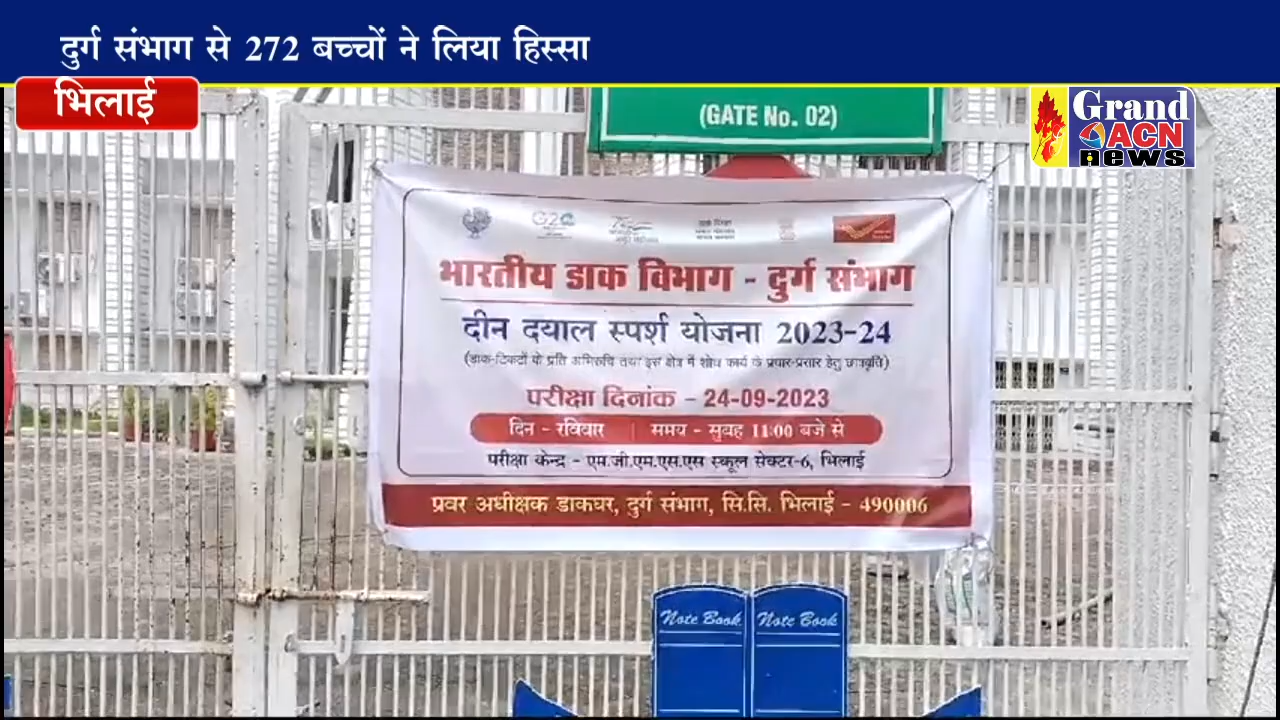 दुर्ग संभाग से 272 बच्चों ने लिया हिस्सा
भिलाई
Grand
ACN
news
(GATE No. 02)
G20
भारतीय डाक विभाग - दुर्ग संभाग
दीन दयाल स्पर्श योजना 2023-24
(डाक-टिकटों के प्रति अभिरुचि तथा इस क्षेत्र में शोध कार्य के प्रचार-प्रसार हेतु छात्रवृति)
परीक्षा दिनांक - 24-09-2023
दिन - रविवार | समय - सुबह 11:00 बजे से
परीक्षा केन्द्र - एम.जी.एम.एस.एस स्कूल सेक्टर-6, भिलाई
प्रवर अधीक्षक डाकघर, दुर्ग संभाग, सि.सि. भिलाई - 490006
Note Book Note Book